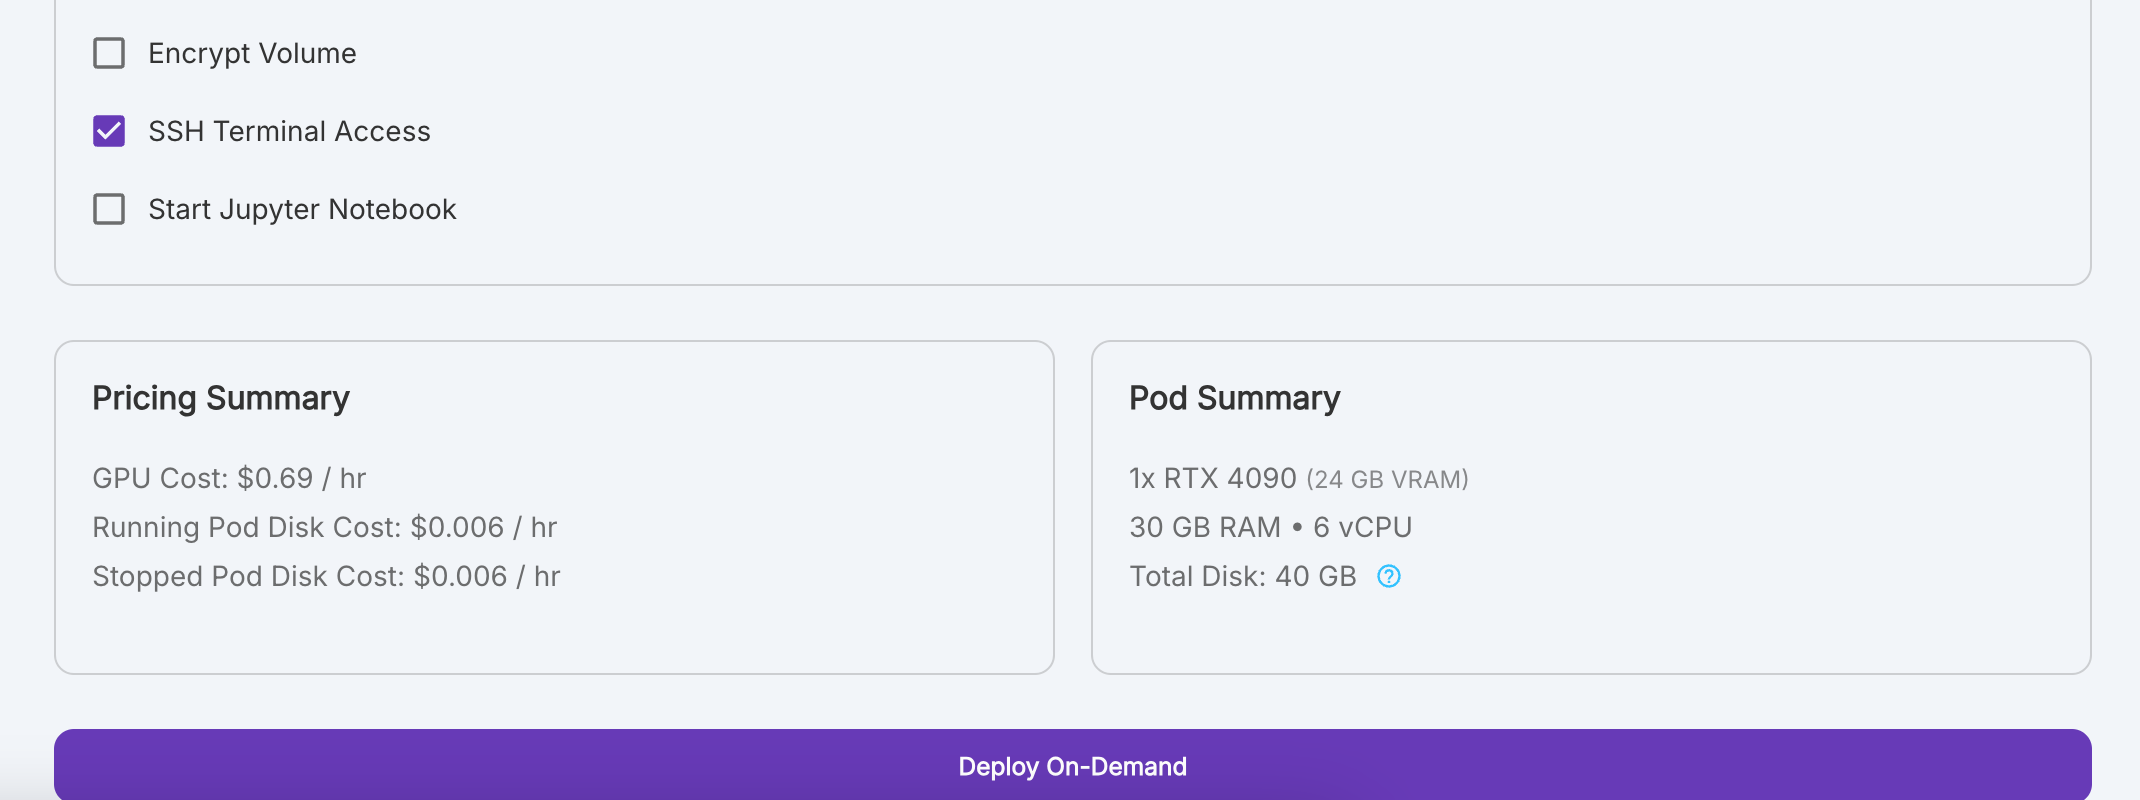 Encrypt Volume
SSH Terminal Access
Start Jupyter Notebook
Pricing Summary
GPU Cost: $0.69 / hr
Running Pod Disk Cost: $0.006 / hr
Stopped Pod Disk Cost: $0.006 / hr
Pod Summary
1x RTX 4090 (24 GB VRAM)
30 GB RAM • 6 vCPU
Total Disk: 40 GB
Deploy On-Demand